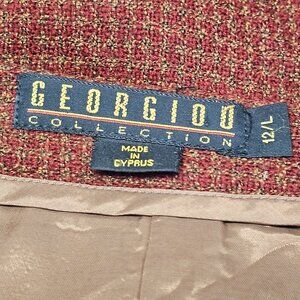 GEORGIOU
COLLECTION
12/L
MADE
IN
CYPRUS